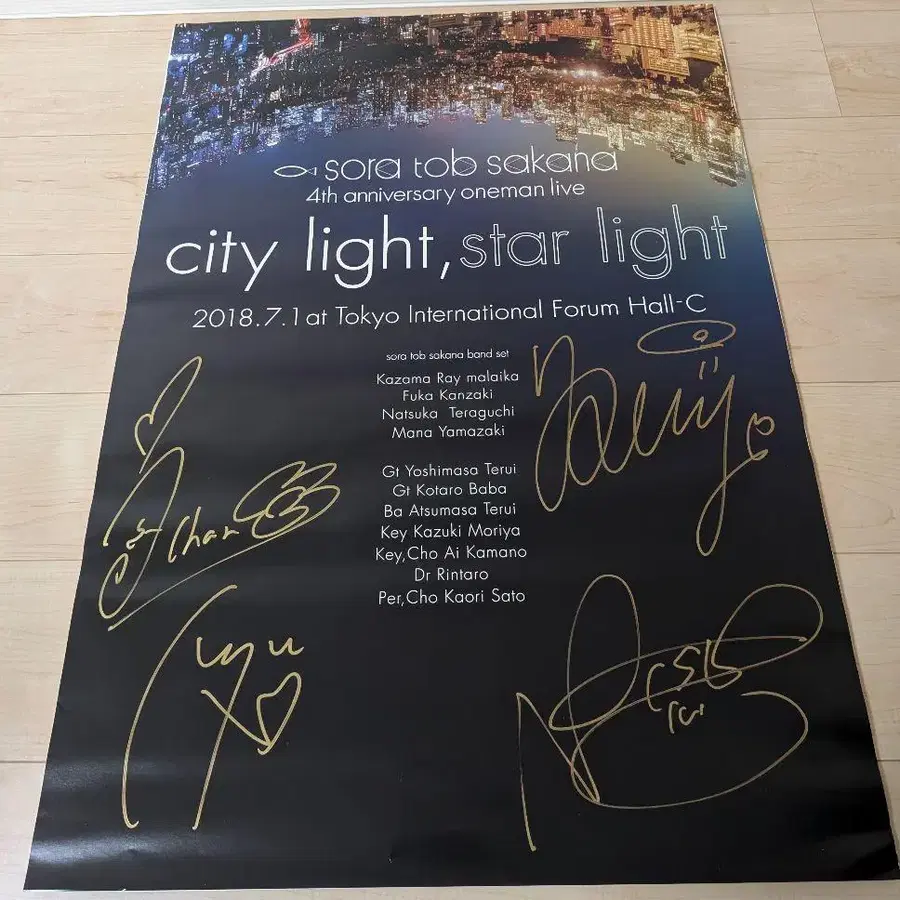 sora tob sakana
4th anniversary oneman live
city light, star light
2018.7.1 at Tokyo International Forum Hall-C
sora tob sakana band set
Kazama Ray malaika
Fuka Kanzaki
Natsuka Teraguchi
Mana Yamazaki
Gt Yoshimasa Terui
Gt Kotaro Baba
Ba Atsumasa Terui
Key Kazuki Moriya
Key,Cho Ai Kamano
Dr Rintaro
Per,Cho Kaori Sato